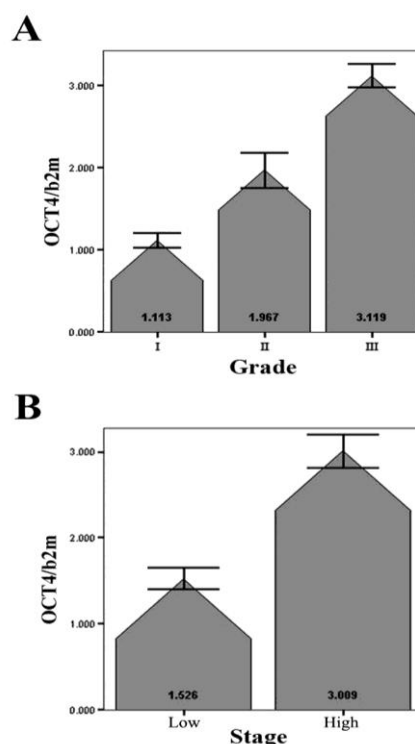 A
OCT4/b2m
3.000
2.000
1.000
0.000
1.113
1.967
3.119
I
II
III
Grade
B
OCT4/b2m
3.000
2.000
1.000
0.000
1.526
3.009
Low
High
Stage